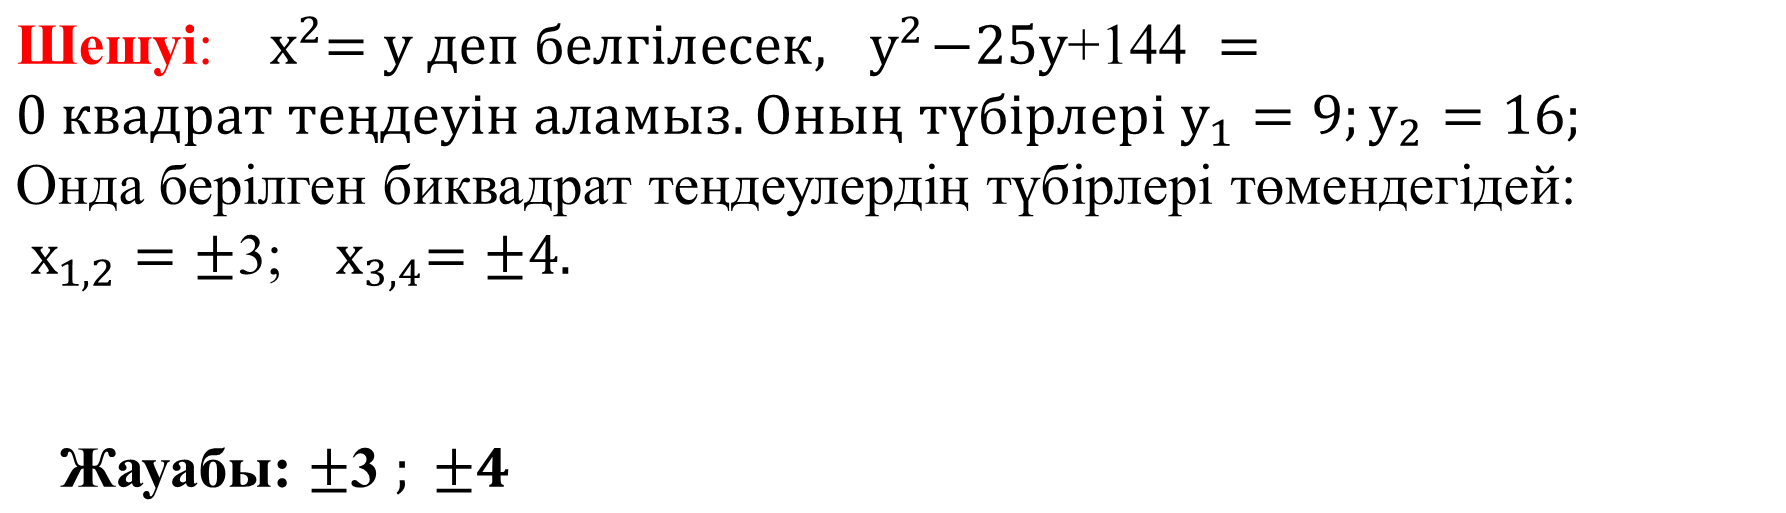 Шешуі: x² = y деп белгілесек, y² −25y+144 =
0 квадрат теңдеуін аламыз. Оның түбірлері y₁ = 9; y₂ = 16;
Онда берілген биквадрат теңдеулердің түбірлері төмендегідей:
x₁,₂ = ±3; x₃,₄ = ±4.
Жауабы: ±3 ; ±4